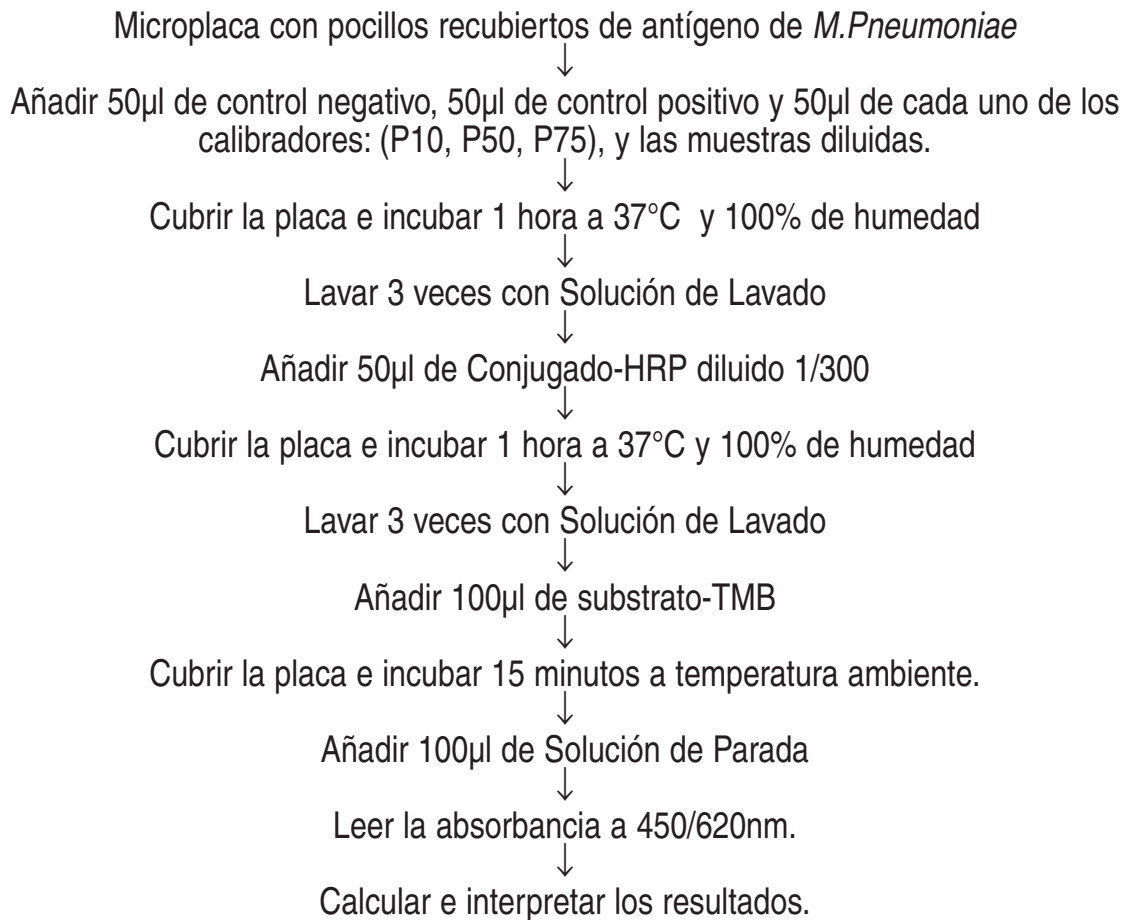 Microplaca con pocillos recubiertos de antígeno de M.Pneumoniae
↓
Añadir 50µl de control negativo, 50µl de control positivo y 50µl de cada uno de los
calibradores: (P10, P50, P75), y las muestras diluidas.
↓
Cubrir la placa e incubar 1 hora a 37°C y 100% de humedad
↓
Lavar 3 veces con Solución de Lavado
↓
Añadir 50µl de Conjugado-HRP diluido 1/300
↓
Cubrir la placa e incubar 1 hora a 37°C y 100% de humedad
↓
Lavar 3 veces con Solución de Lavado
↓
Añadir 100µl de substrato-TMB
↓
Cubrir la placa e incubar 15 minutos a temperatura ambiente.
↓
Añadir 100µl de Solución de Parada
↓
Leer la absorbancia a 450/620nm.
↓
Calcular e interpretar los resultados.